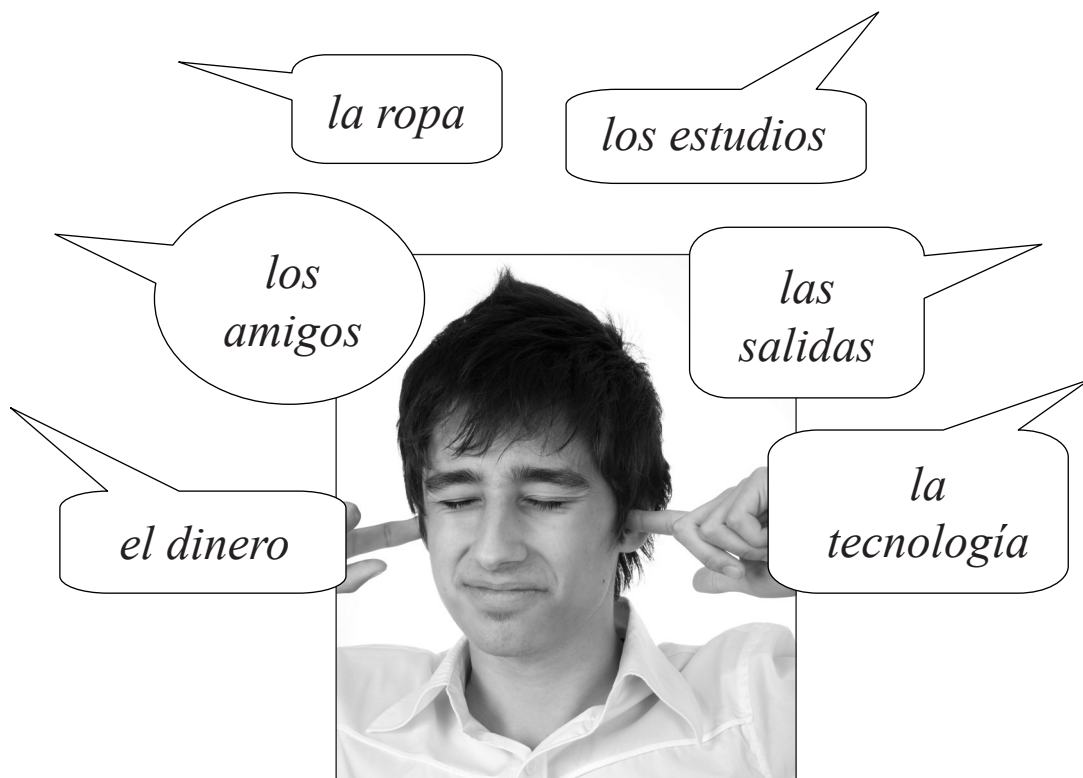 la ropa
los estudios
los
amigos
las
salidas
el dinero
la
tecnología